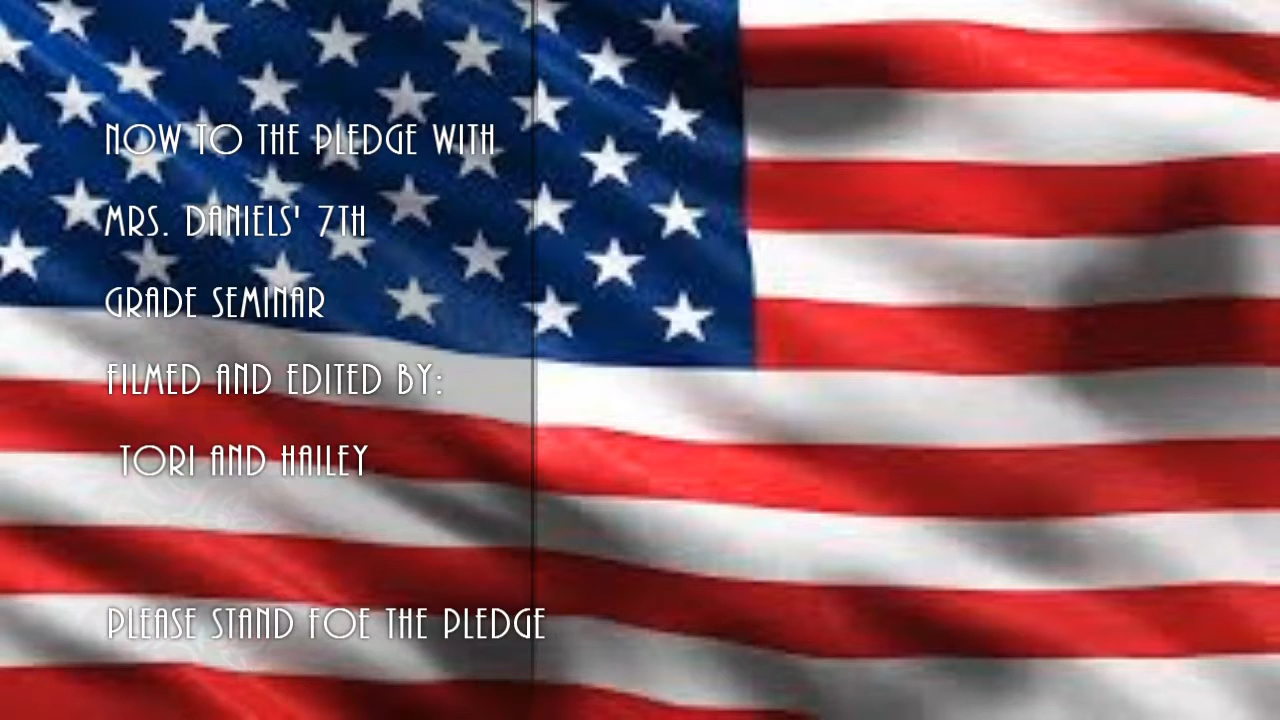 NOW TO THE PLEDGE WITH
MRS. DANIELS' 7TH
GRADE SEMINAR
FILMED AND EDITED BY:
TORI AND HAILEY
PLEASE STAND FOE THE PLEDGE